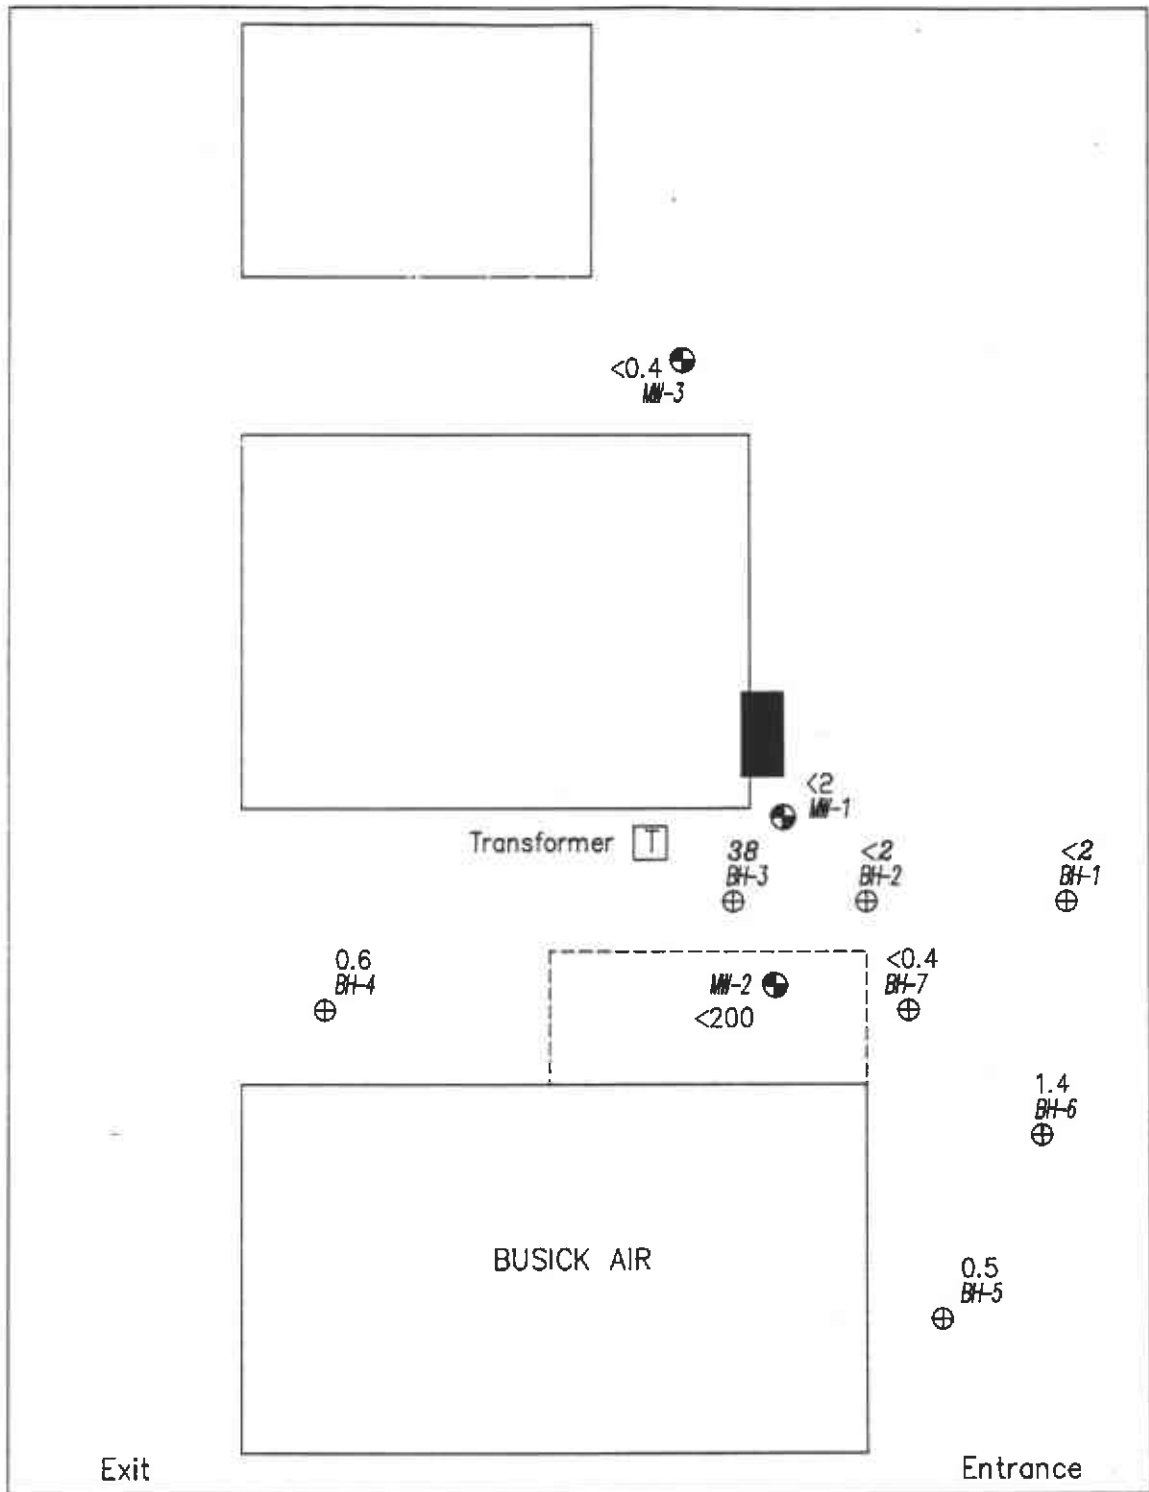 <0.4
MW-3
<2
MW-1
Transformer T
38
BH-3
<2
BH-2
<2
BH-1
0.6
BH-4
MW-2
<200
<0.4
BH-7
1.4
BH-6
BUSICK AIR
0.5
BH-5
Exit
Entrance